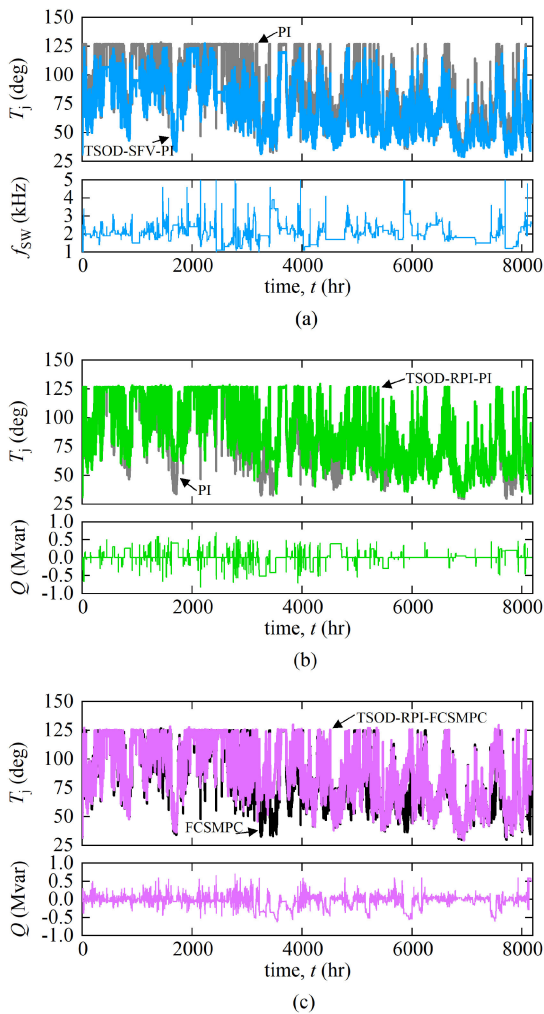 150
125
100
75
50
25
Tj (deg)
PI
TSOD-SFV-PI
5
4
3
2
1
fSW (kHz)
0 2000 4000 6000 8000
time, t (hr)
(a)
150
125
100
75
50
25
Tj (deg)
TSOD-RPI-PI
PI
1.0
0.5
0.0
-0.5
-1.0
Q (Mvar)
0 2000 4000 6000 8000
time, t (hr)
(b)
150
125
100
75
50
25
Tj (deg)
TSOD-RPI-FCSMPC
FCSMPC
1.0
0.5
0.0
-0.5
-1.0
Q (Mvar)
0 2000 4000 6000 8000
time, t (hr)
(c)